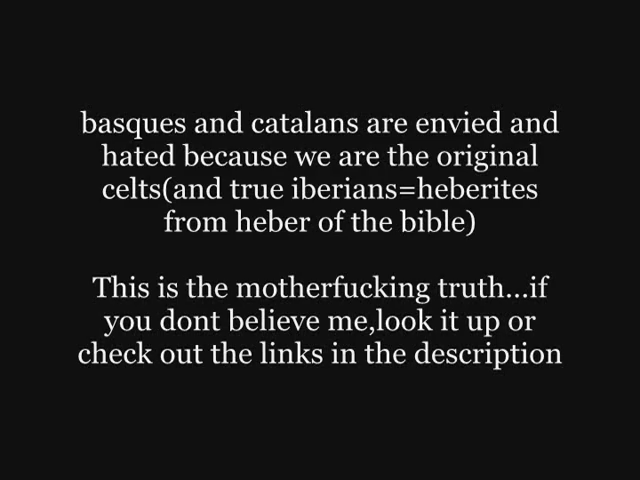 basques and catalans are envied and
hated because we are the original
celts(and true iberians=heberites
from heber of the bible)
This is the motherfucking truth...if
you dont believe me,look it up or
check out the links in the description